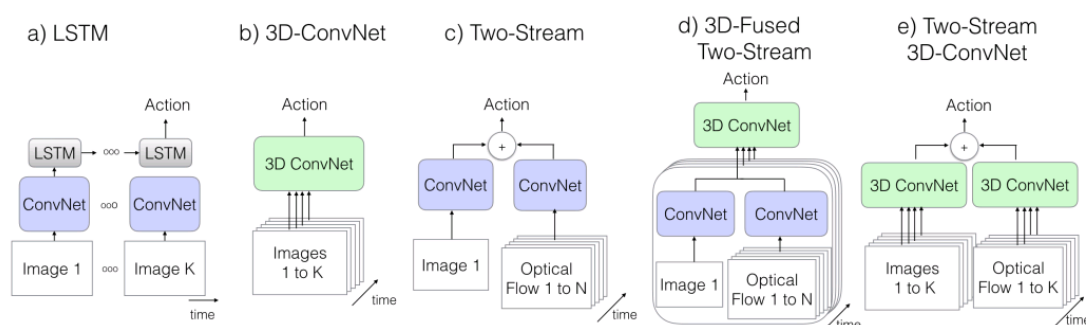 a) LSTM
Action
LSTM
ooo
LSTM
ConvNet
ooo
ConvNet
Image 1
ooo
Image K
time
b) 3D-ConvNet
Action
3D ConvNet
Images
1 to K
time
c) Two-Stream
Action
+
ConvNet
ConvNet
Image 1
Optical
Flow 1 to N
time
d) 3D-Fused
Two-Stream
Action
3D ConvNet
ConvNet
ConvNet
Image 1
Optical
Flow 1 to N
time
e) Two-Stream
3D-ConvNet
Action
+
3D ConvNet
3D ConvNet
Images
1 to K
Optical
Flow 1 to K
time